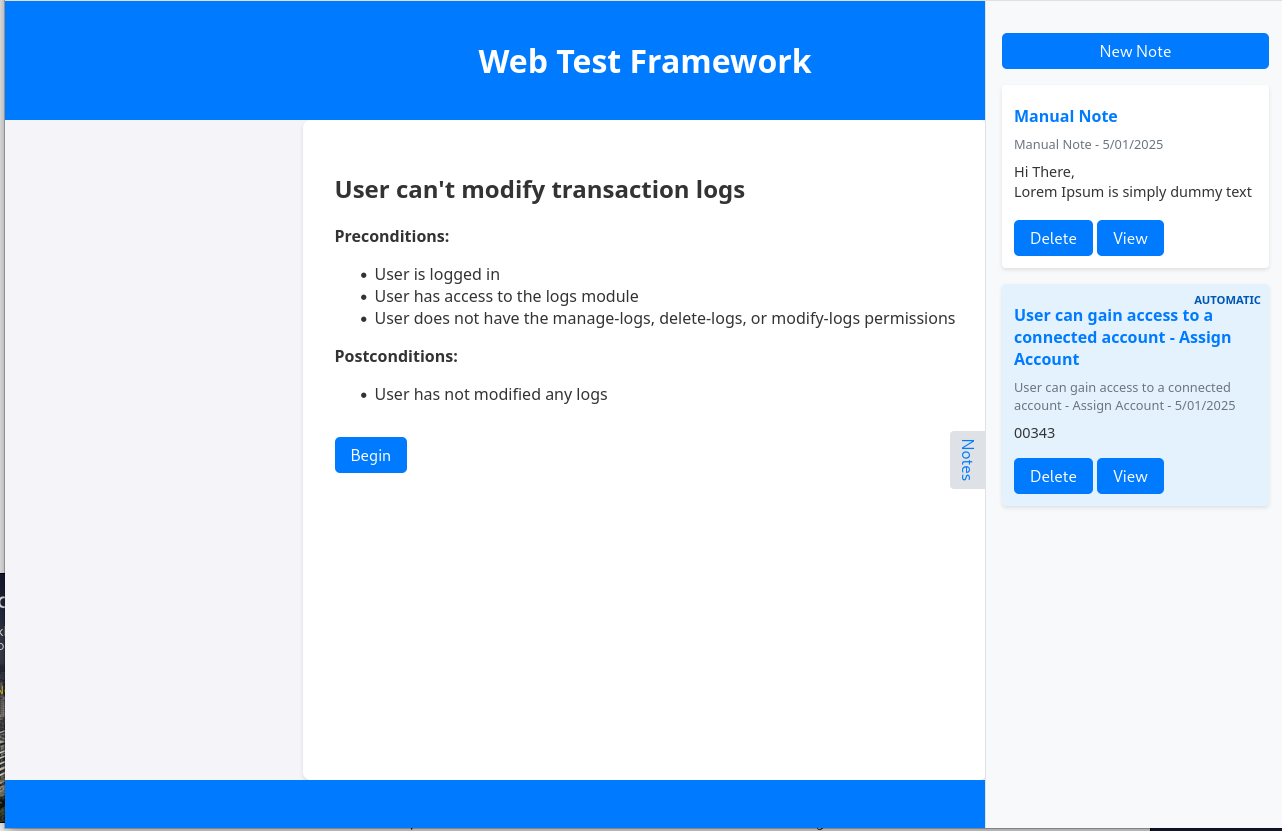 Web Test Framework
User can't modify transaction logs
Preconditions:
User is logged in
User has access to the logs module
User does not have the manage-logs, delete-logs, or modify-logs permissions
Postconditions:
User has not modified any logs
Begin
Notes
New Note
Manual Note
Manual Note - 5/01/2025
Hi There,
Lorem Ipsum is simply dummy text
Delete View
AUTOMATIC
User can gain access to a
connected account - Assign
Account
User can gain access to a connected
account - Assign Account - 5/01/2025
00343
Delete View